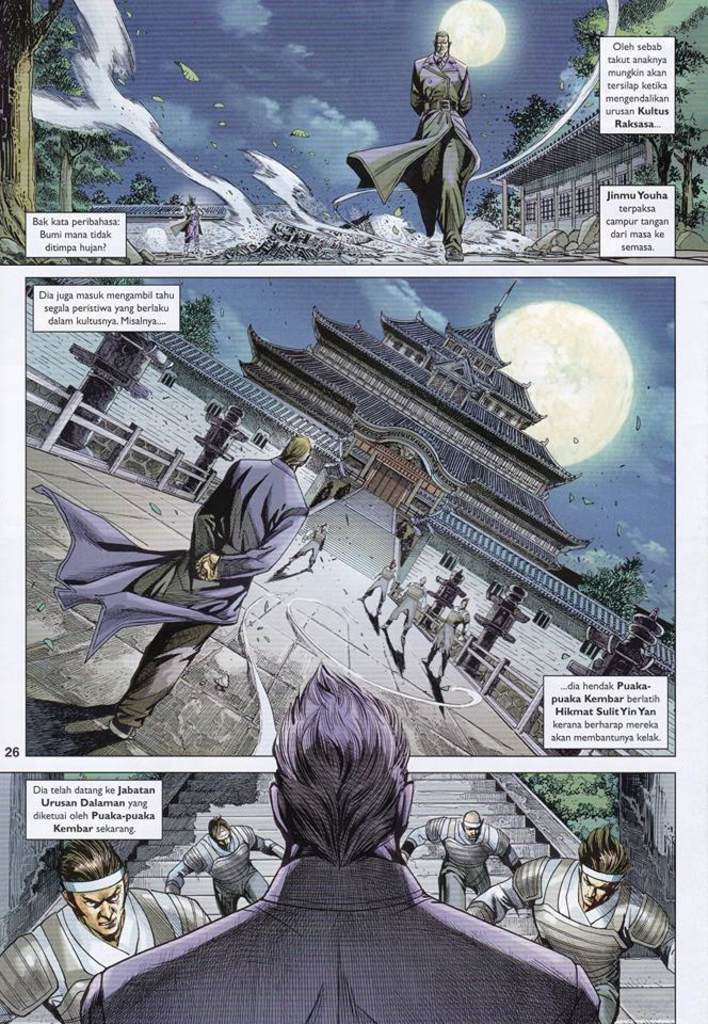 Oleh sebab
takut anaknya
mungkin akan
tersilap ketika
mengendalikan
urusan Kultus
Raksasa...
Jinmu Youha
terpaksa
campur tangan
dari masa ke
semasa.
Bak kata peribahasa:
Bumi mana tidak
ditimpa hujan?
Dia juga masuk mengambil tahu
segala peristiwa yang berlaku
dalam kultusnya. Misalnya....
...dia hendak Puaka-
puaka Kembar berlatih
Hikmat Sulit Yin Yan
kerana berharap mereka
akan membantunya kelak.
26
Dia telah datang ke Jabatan
Urusan Dalaman yang
diketuai oleh Puaka-puaka
Kembar sekarang.